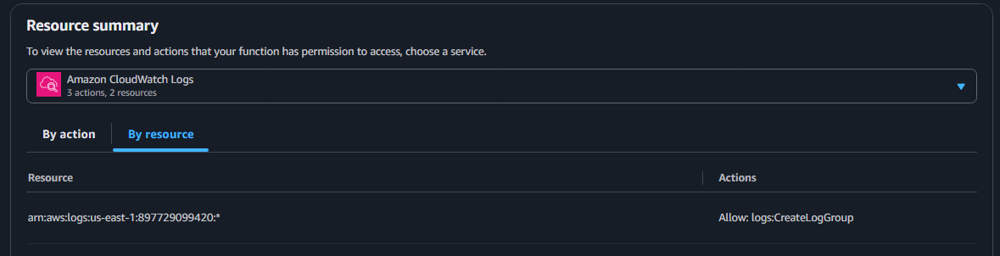 Resource summary
To view the resources and actions that your function has permission to access, choose a service.
Amazon CloudWatch Logs
3 actions, 2 resources
By action
By resource
Resource
Actions
arn:aws:logs:us-east-1:897729099420:*
Allow: logs:CreateLogGroup